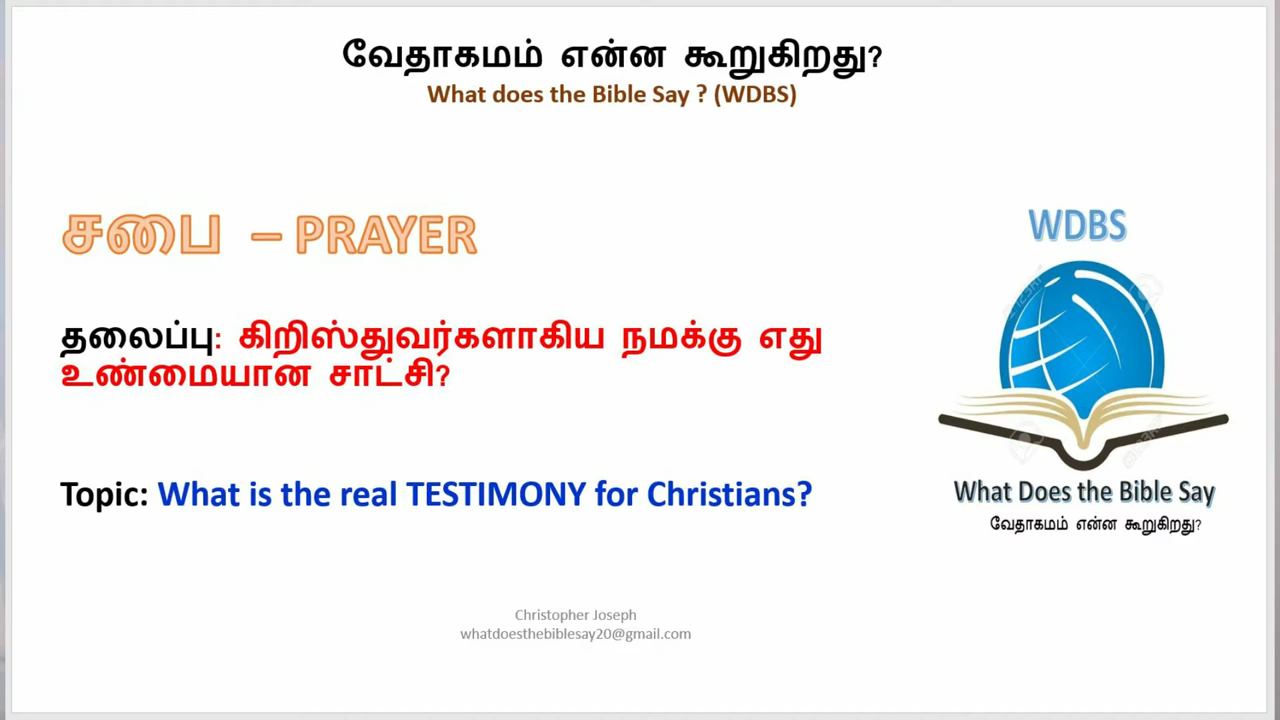 வேதாகமம் என்ன கூறுகிறது?
What does the Bible Say ? (WDBS)
சபை – PRAYER
தலைப்பு: கிறிஸ்துவர்களாகிய நமக்கு எது
உண்மையான சாட்சி?
Topic: What is the real TESTIMONY for Christians?
WDBS
What Does the Bible Say
வேதாகமம் என்ன கூறுகிறது?
Christopher Joseph
whatdoesthebiblesay20@gmail.com